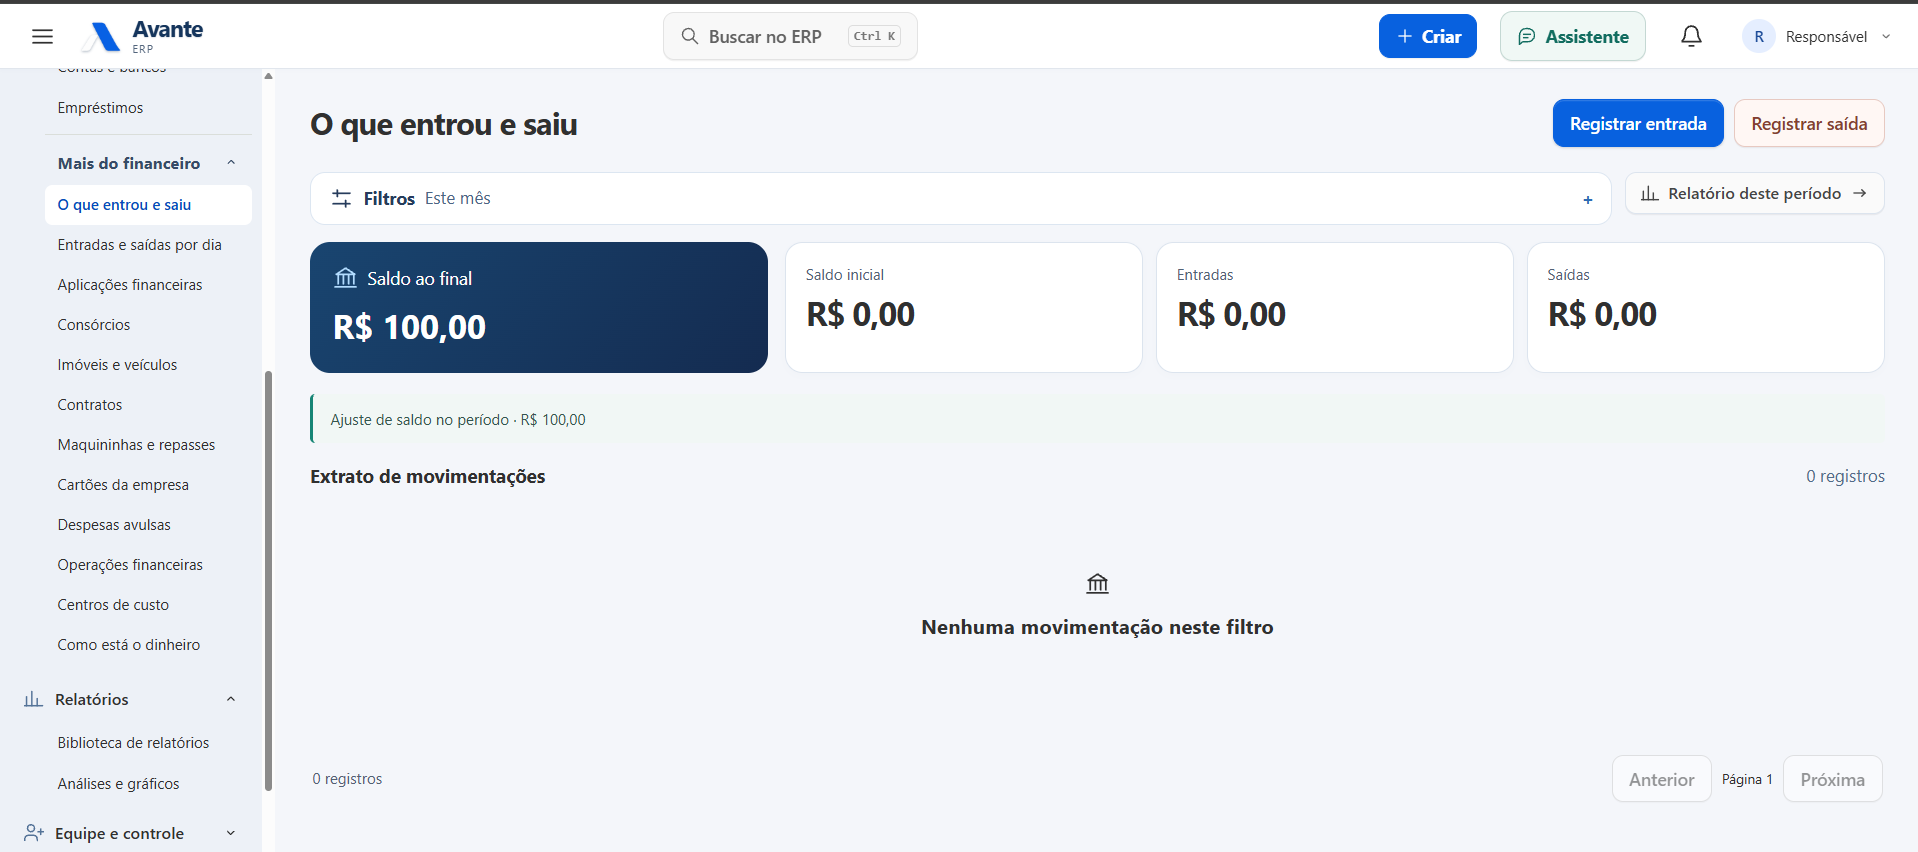 Avante
ERP
Buscar no ERP
Ctrl K
+ Criar
Assistente
R
Responsável
Contas e bancos
Empréstimos
Mais do financeiro
O que entrou e saiu
Entradas e saídas por dia
Aplicações financeiras
Consórcios
Imóveis e veículos
Contratos
Maquininhas e repasses
Cartões da empresa
Despesas avulsas
Operações financeiras
Centros de custo
Como está o dinheiro
Relatórios
Biblioteca de relatórios
Análises e gráficos
Equipe e controle
O que entrou e saiu
Registrar entrada
Registrar saída
Filtros Este mês
+
Relatório deste período →
Saldo ao final
R$ 100,00
Saldo inicial
R$ 0,00
Entradas
R$ 0,00
Saídas
R$ 0,00
Ajuste de saldo no período · R$ 100,00
Extrato de movimentações
0 registros
Nenhuma movimentação neste filtro
0 registros
Anterior
Página 1
Próxima